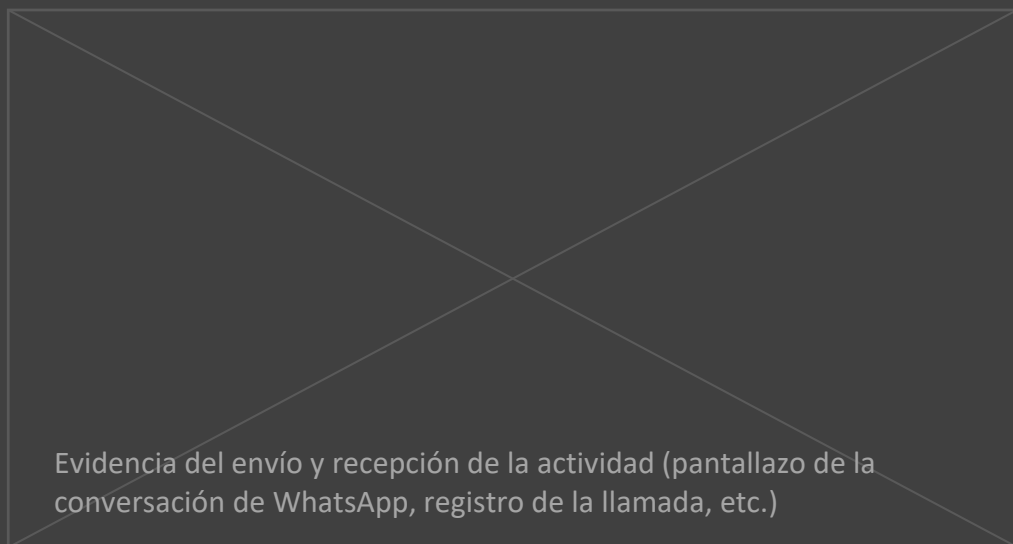 Evidencia del envío y recepción de la actividad (pantallazo de la
conversación de WhatsApp, registro de la llamada, etc.)